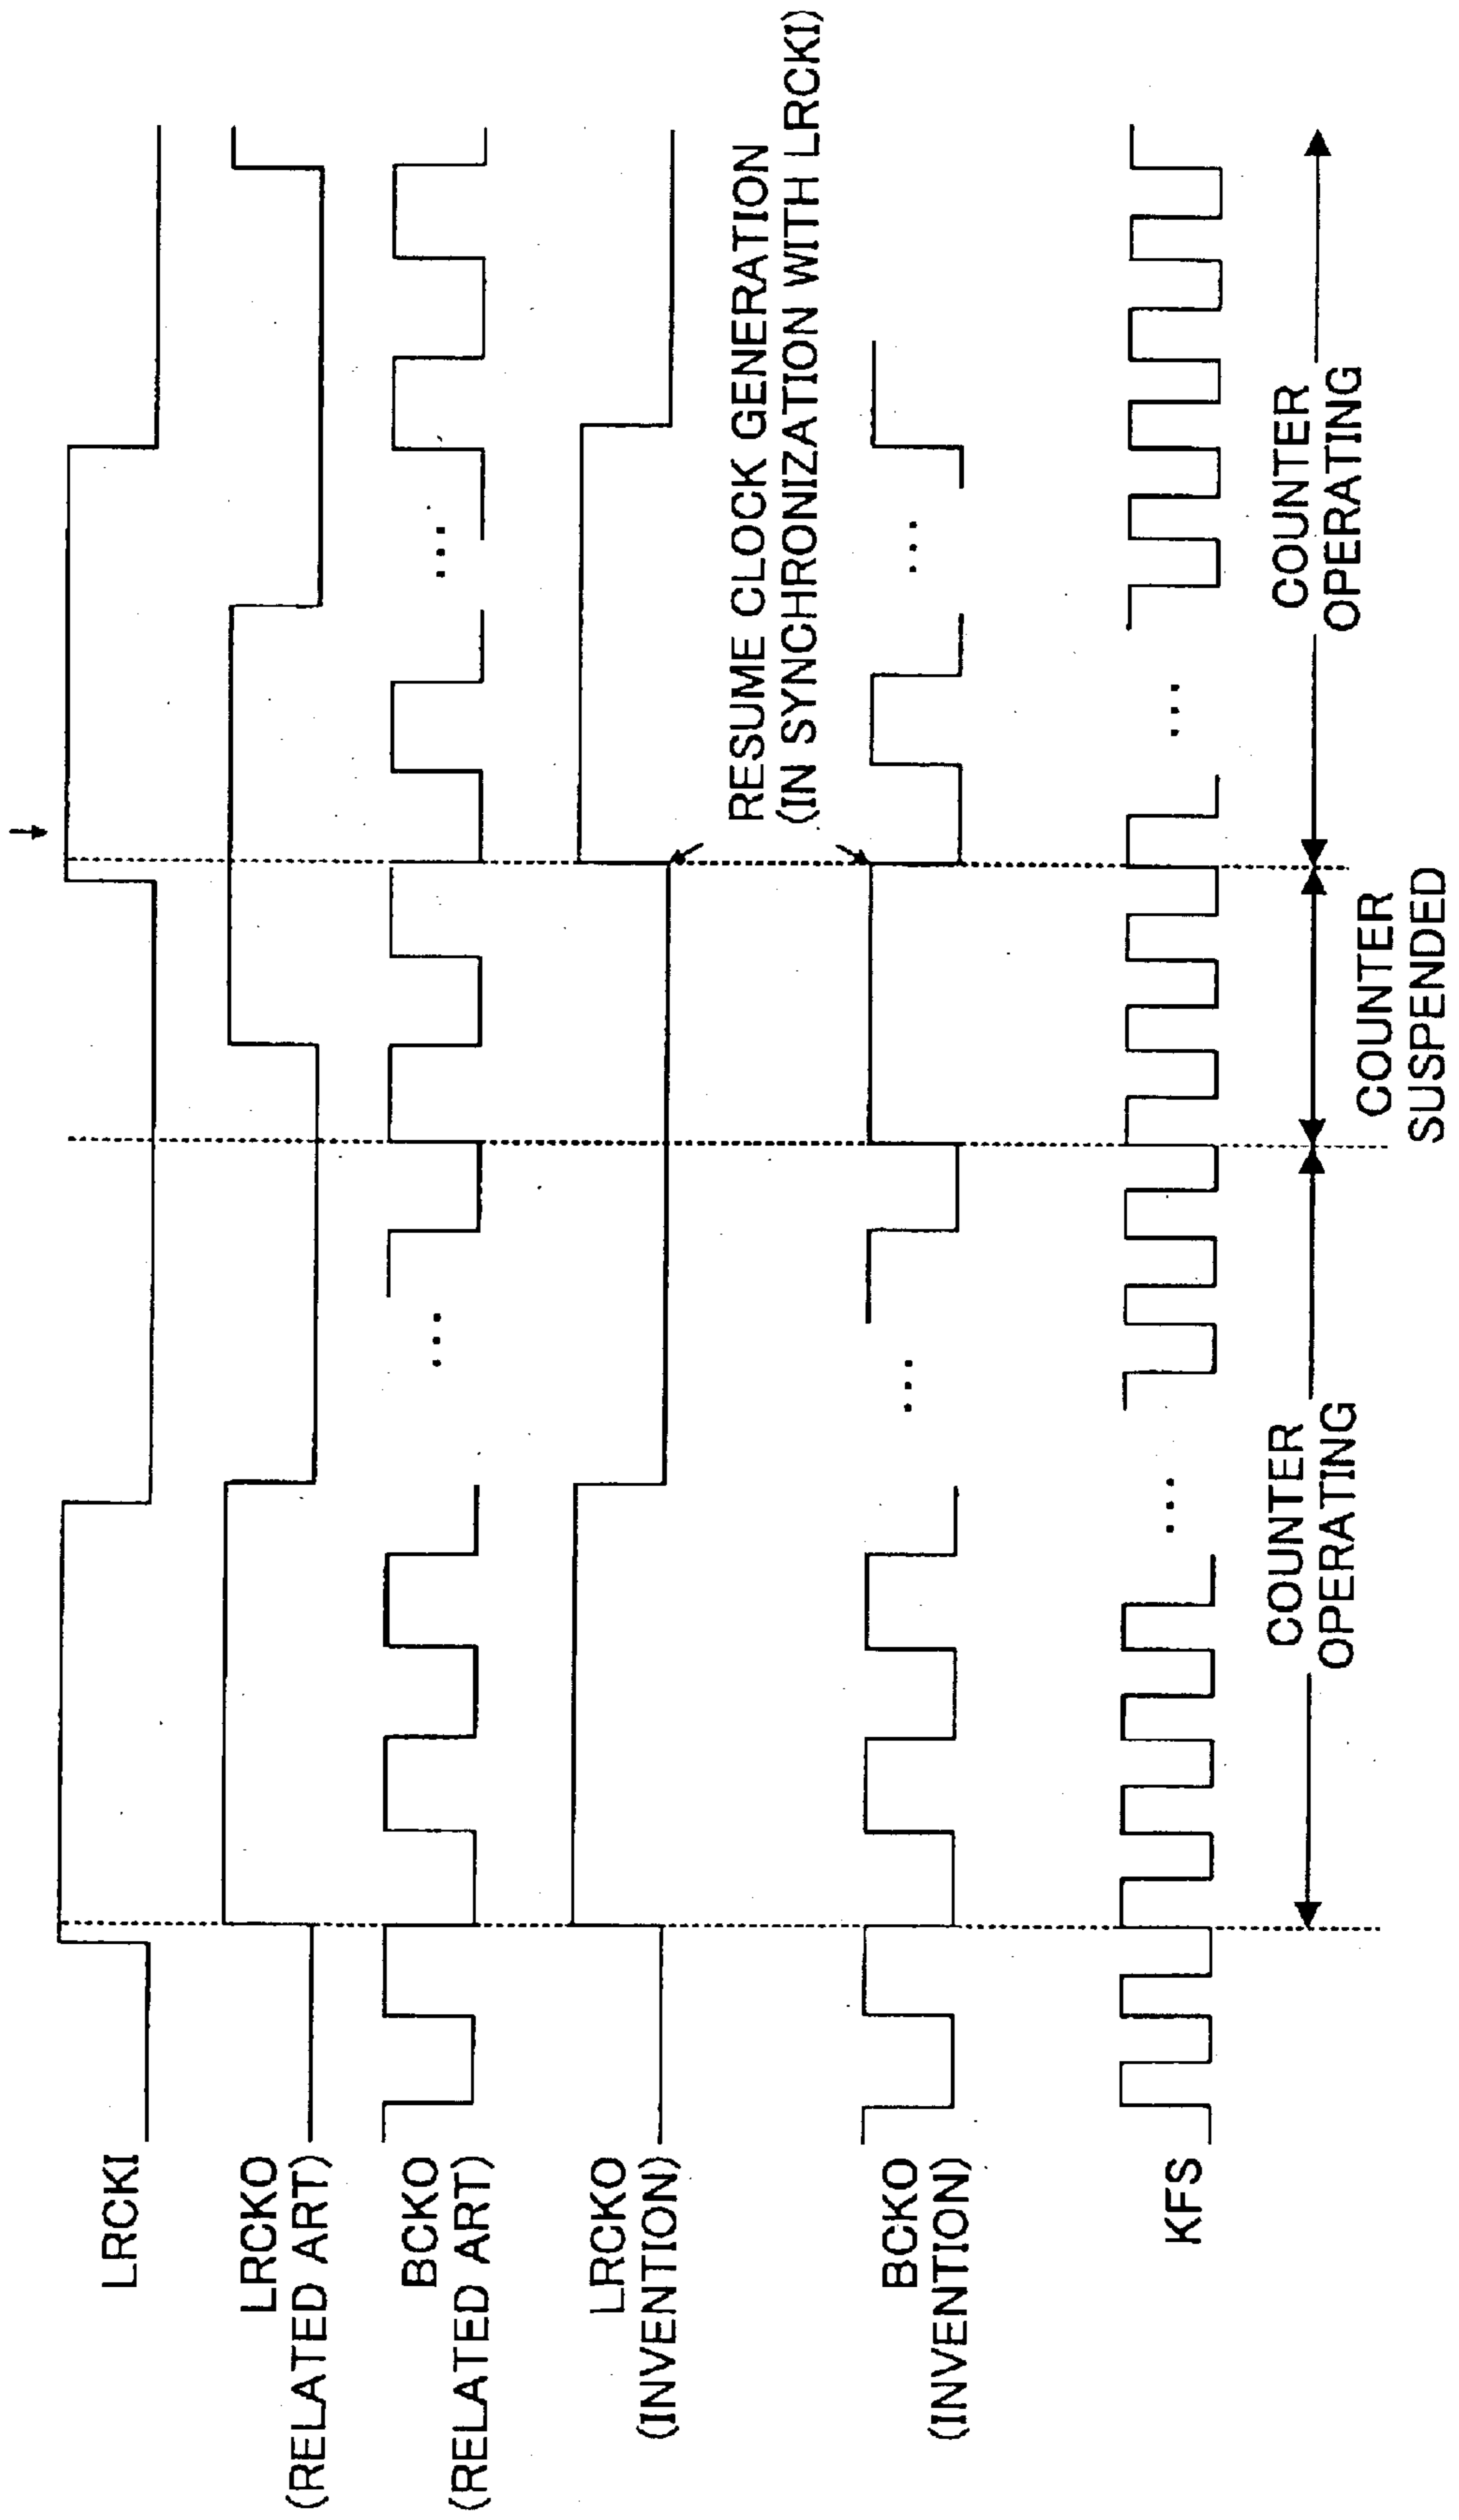 LRCKI
LRCKO
(RELATED ART)
BCKO
(RELATED ART)
LRCKO
(INVENTION)
RESUME CLOCK GENERATION
(IN SYNCHRONIZATION WITH LRCKI)
BCKO
(INVENTION)
KFS
COUNTER
OPERATING
COUNTER
SUSPENDED
COUNTER
OPERATING